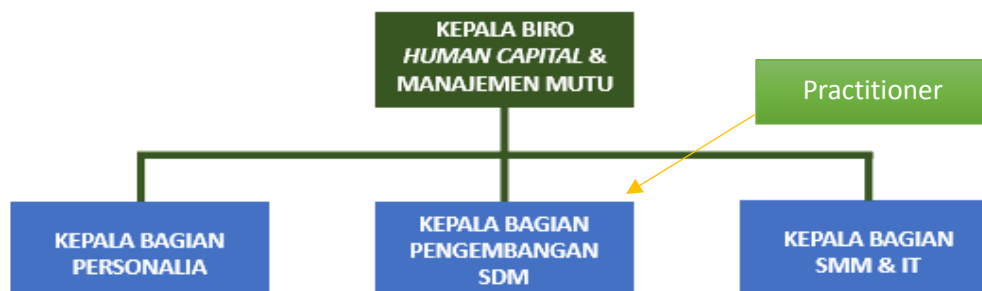 KEPALA BIRO
HUMAN CAPITAL &
MANAJEMEN MUTU
Practitioner
KEPALA BAGIAN
PERSONALIA
KEPALA BAGIAN
PENGEMBANGAN
SDM
KEPALA BAGIAN
SMM & IT